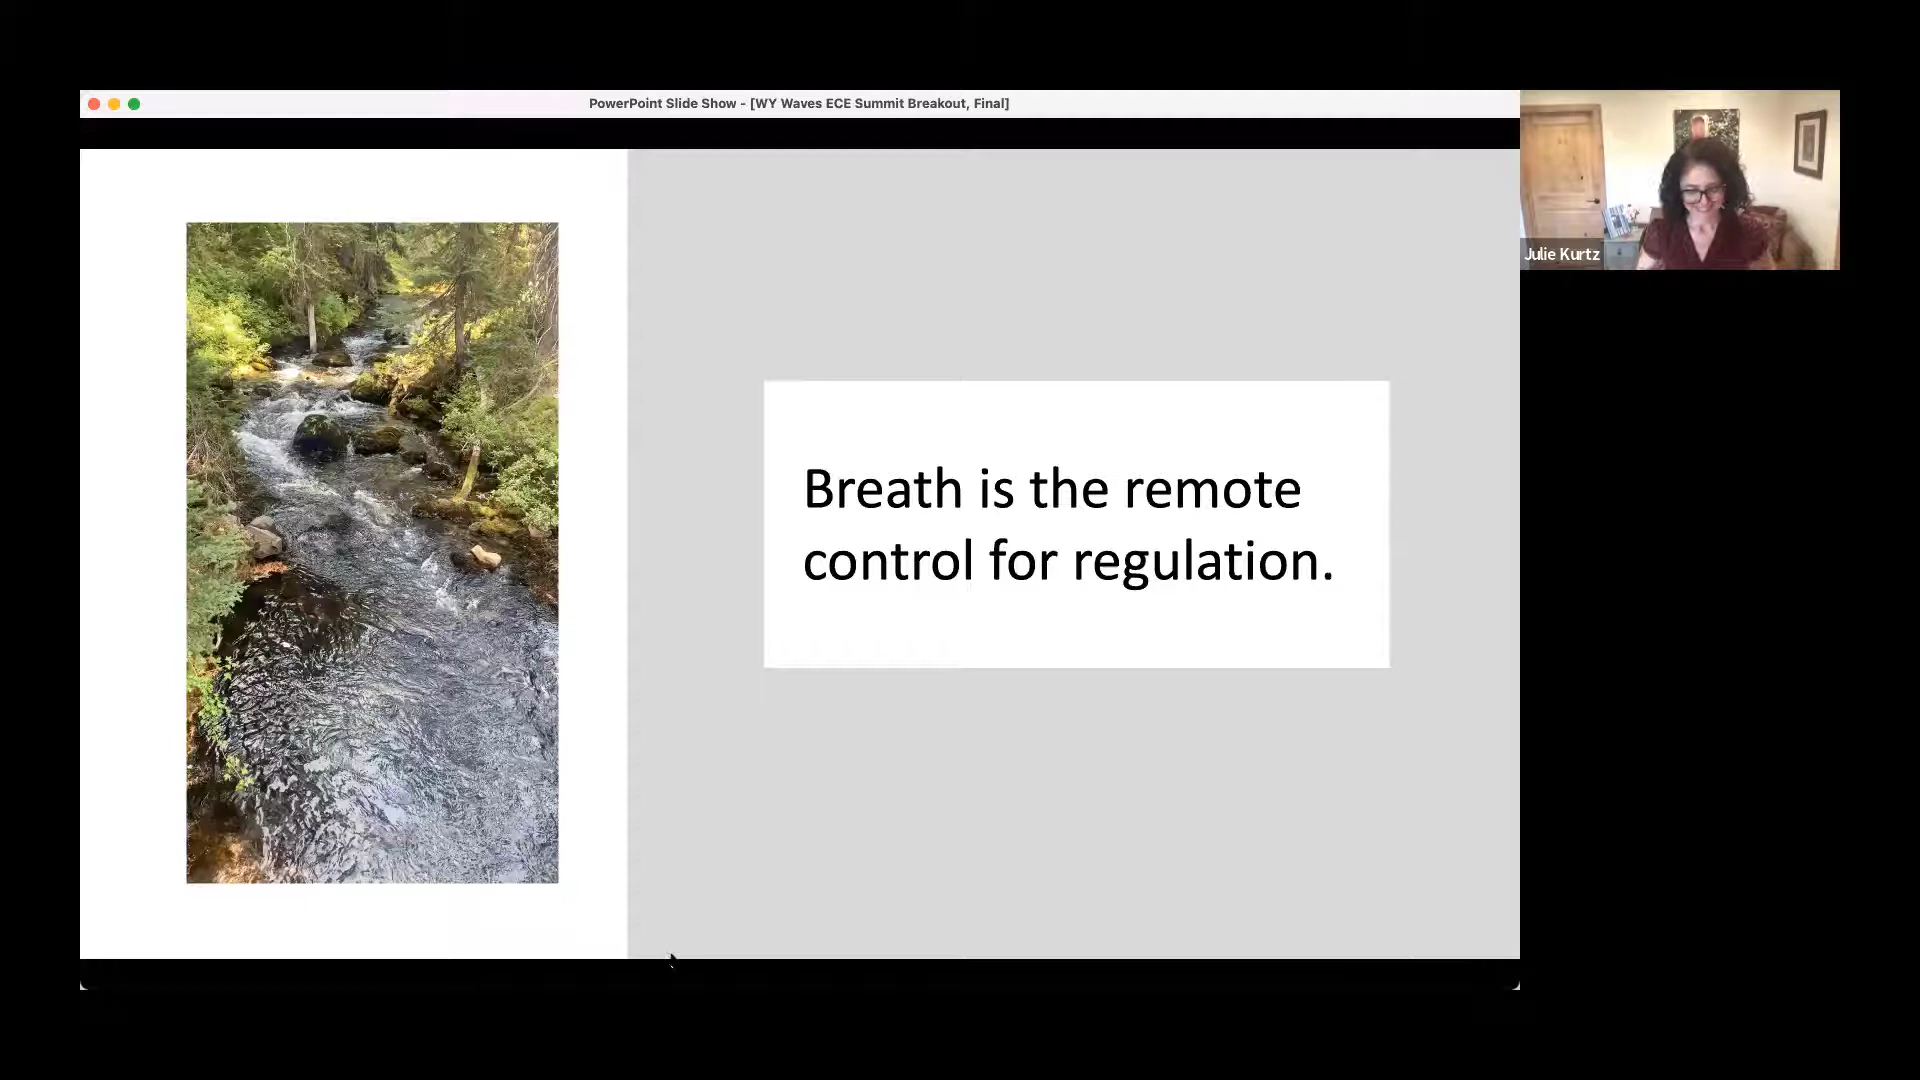 PowerPoint Slide Show - [WY Waves ECE Summit Breakout, Final]
Breath is the remote
control for regulation.
Julie Kurtz